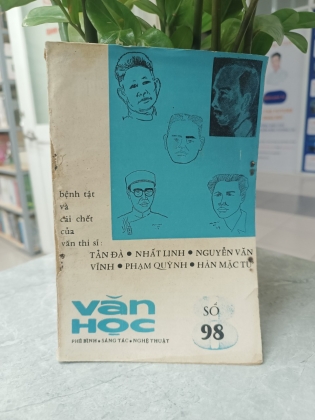 bệnh tật
và
cái chết
của
văn thi sĩ:
TẢN ĐÀ • NHẤT LINH • NGUYỄN VĂN
VĨNH • PHẠM QUỲNH • HÀN MẶC TỬ
Văn
HỌC
PHÊ BÌNH • SÁNG TÁC • NGHỆ THUẬT
SỐ
98